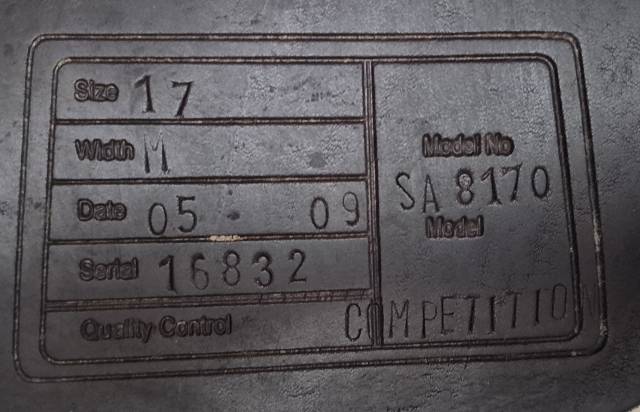 Size 17
Width M
Date 05 09
Serial 16832
Quality Control
Model No
SA 8170
Model
COMPETITION